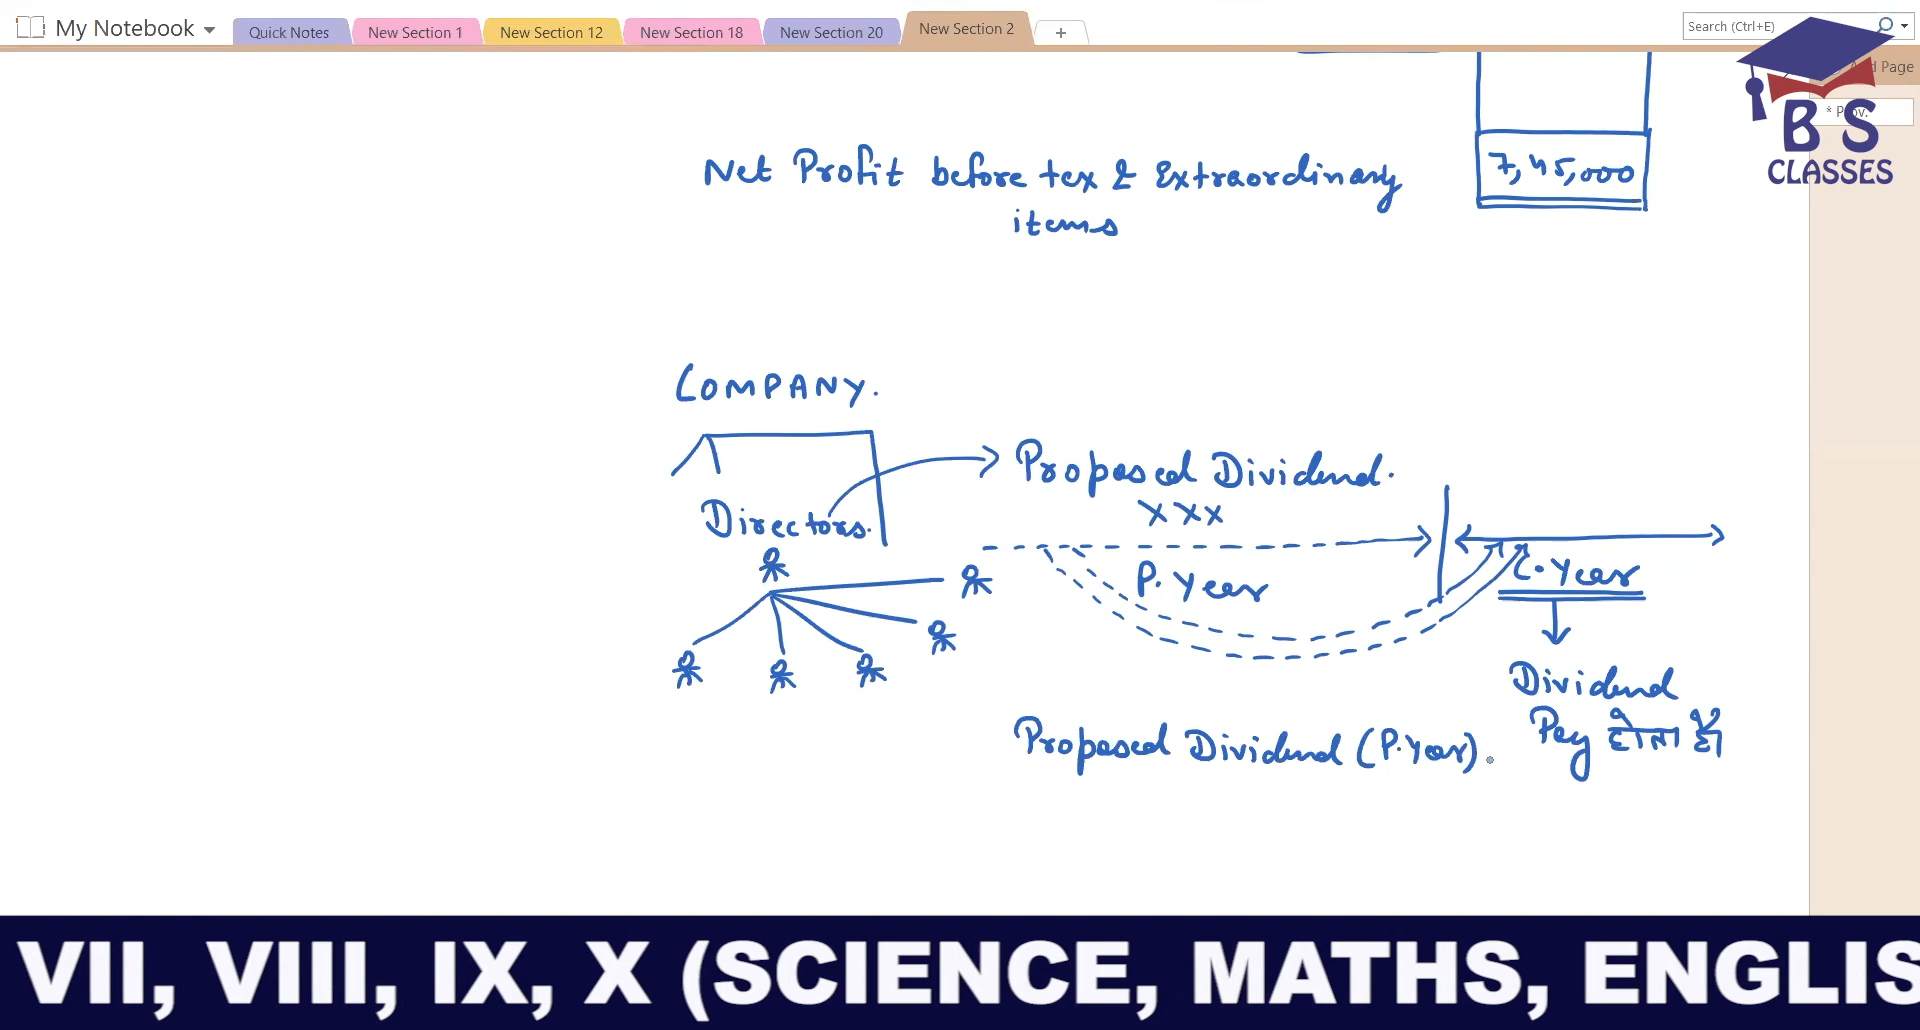 My Notebook
Quick Notes
New Section 1
New Section 12
New Section 18
New Section 20
New Section 2
+
Search (Ctrl+E)
d Page
B S
CLASSES
Net Profit before tex & Extraordinary
items
7,45,000
COMPANY.
Directors.
Proposed Dividend.
XXX
P. Year
C. Year
Dividend
Pay होना है
Proposed Dividend (P.Year).
VII, VIII, IX, X (SCIENCE, MATHS, ENGLIS